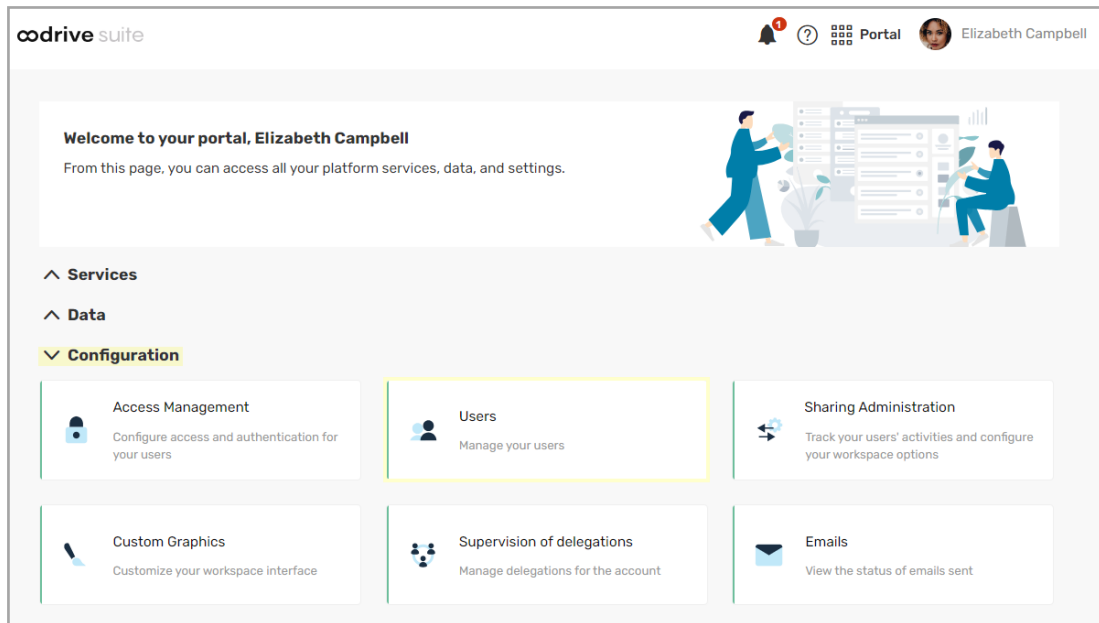 oodrive suite
1
?
Portal
Elizabeth Campbell
Welcome to your portal, Elizabeth Campbell
From this page, you can access all your platform services, data, and settings.
Services
Data
Configuration
Access Management
Configure access and authentication for
your users
Users
Manage your users
Sharing Administration
Track your users' activities and configure
your workspace options
Custom Graphics
Customize your workspace interface
Supervision of delegations
Manage delegations for the account
Emails
View the status of emails sent